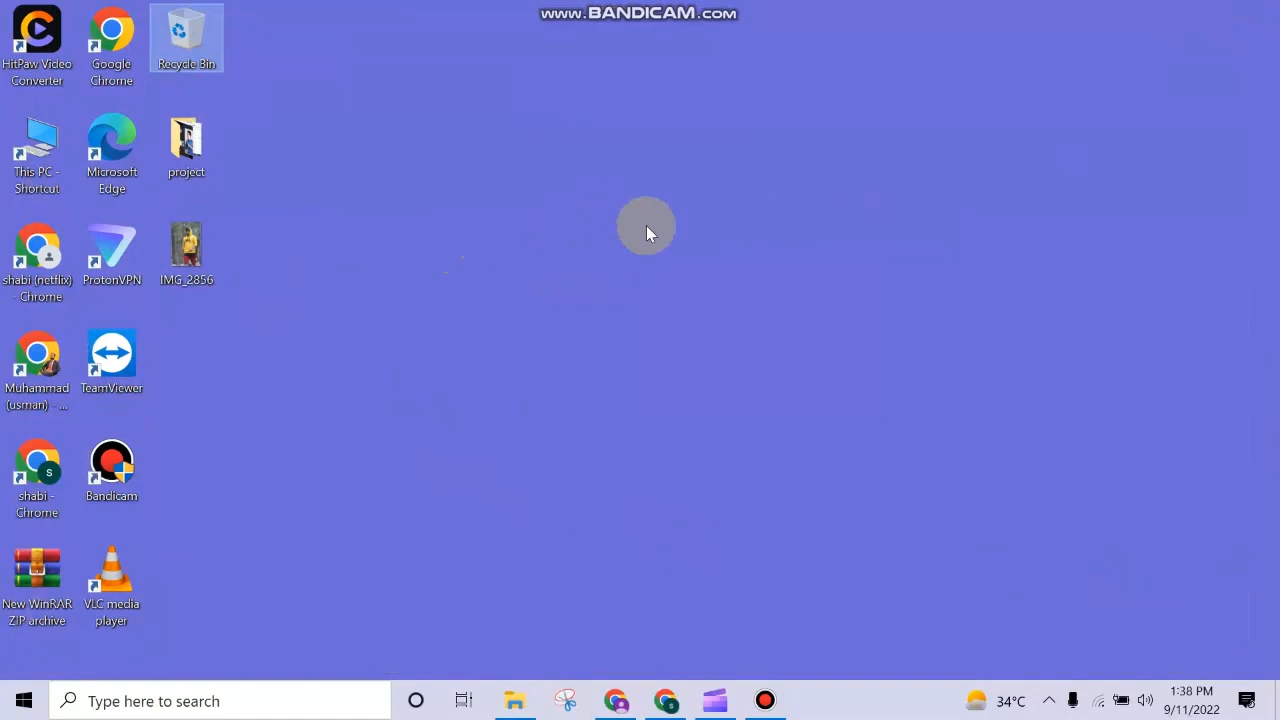 www.BANDICAM.com
HitPaw Video
Converter
Google
Chrome
Recycle Bin
This PC -
Shortcut
Microsoft
Edge
project
shabi (netflix)
- Chrome
ProtonVPN
IMG_2856
Muhammad
(usman) - ...
TeamViewer
S
shabi -
Chrome
Bandicam
New WinRAR
ZIP archive
VLC media
player
Type here to search
S
34°C
1:38 PM
9/11/2022